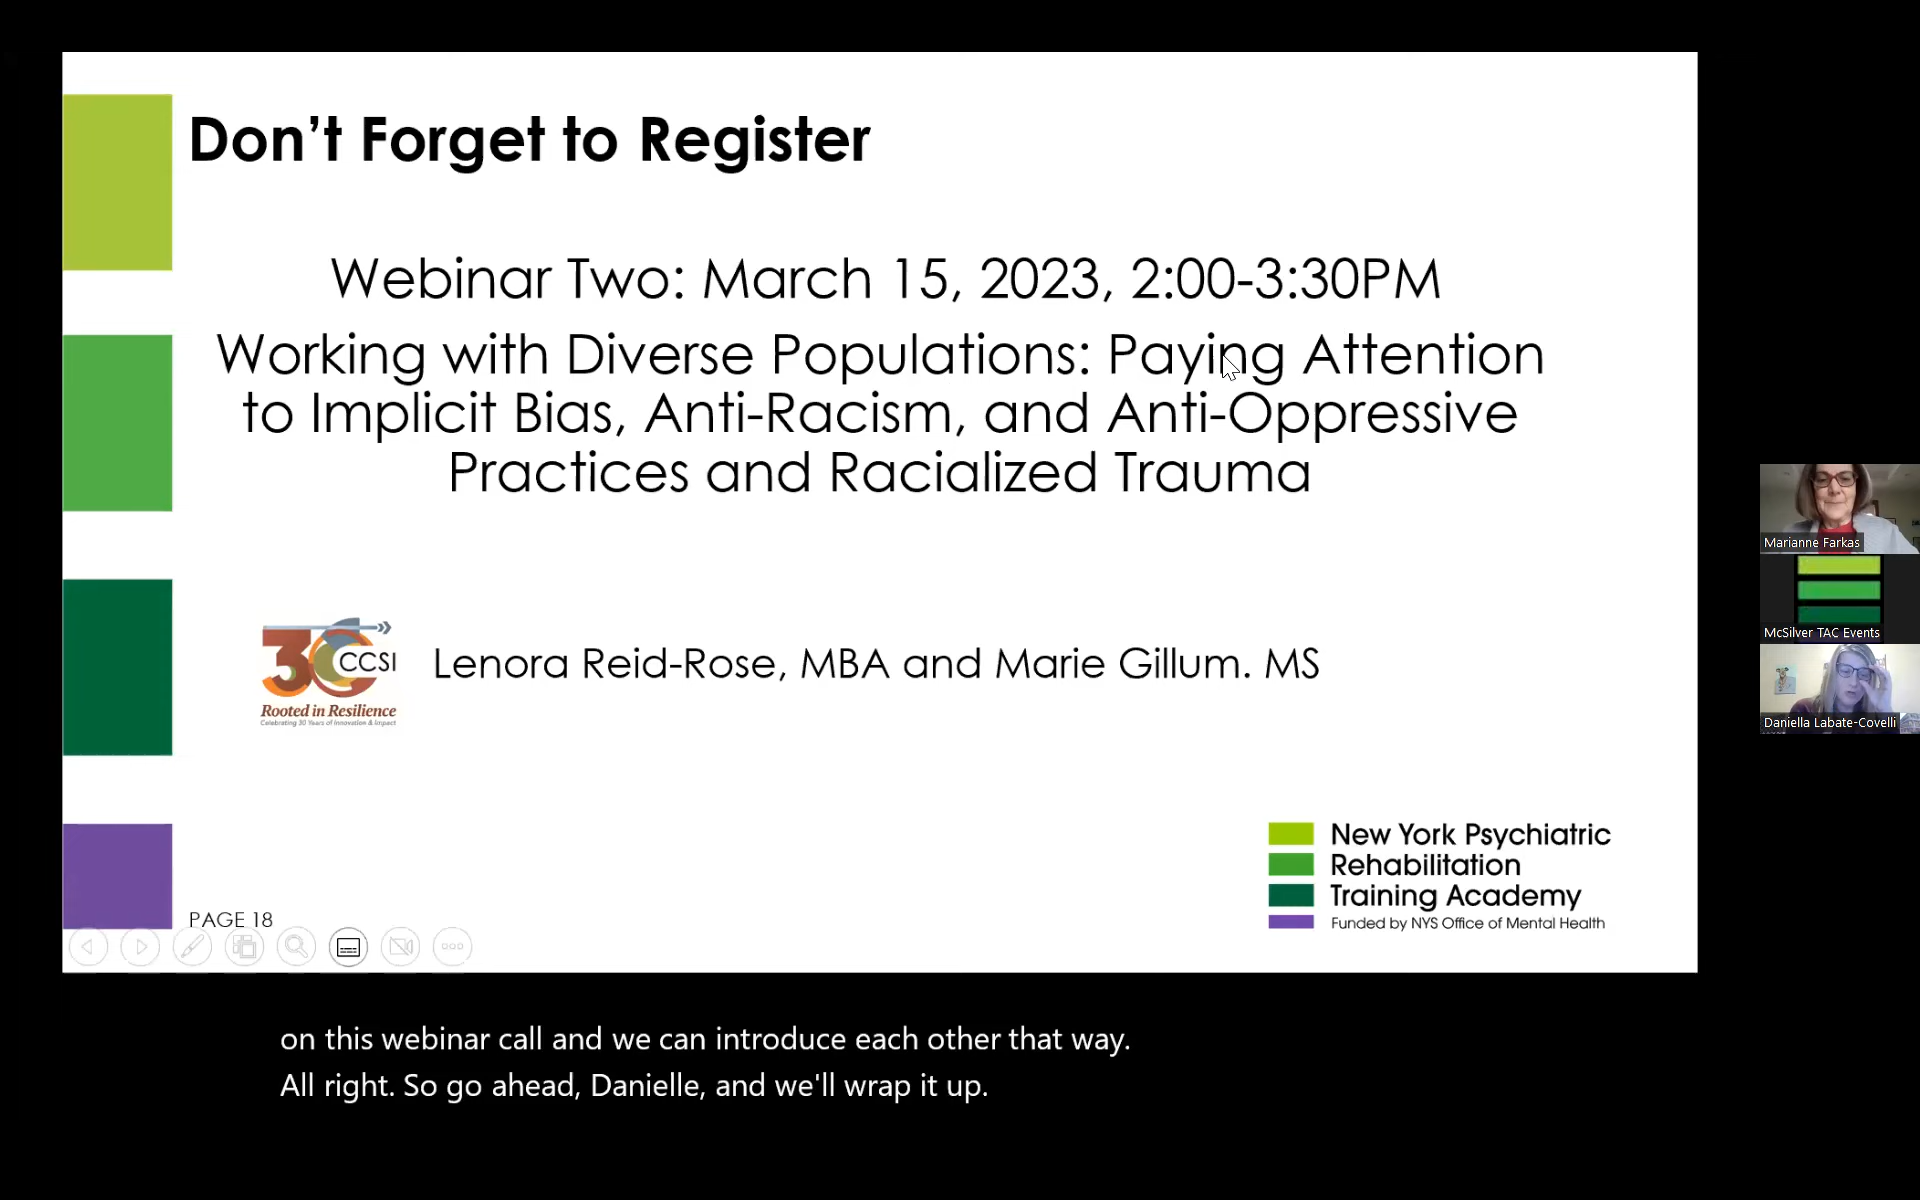 Don’t Forget to Register
Webinar Two: March 15, 2023, 2:00-3:30PM
Working with Diverse Populations: Paying Attention
to Implicit Bias, Anti-Racism, and Anti-Oppressive
Practices and Racialized Trauma
30 CCSI
Rooted in Resilience
Celebrating 30 Years of Innovation & Impact
Lenora Reid-Rose, MBA and Marie Gillum. MS
New York Psychiatric
Rehabilitation
Training Academy
Funded by NYS Office of Mental Health
PAGE 18
Marianne Farkas
McSilver TAC Events
Daniella Labate-Covelli
on this webinar call and we can introduce each other that way.
All right. So go ahead, Danielle, and we'll wrap it up.